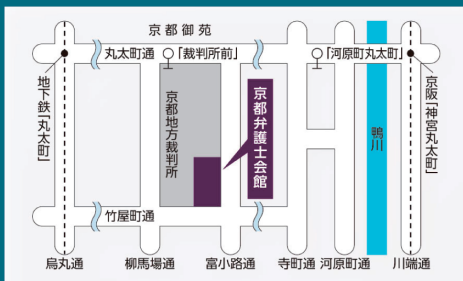 京都御苑
丸太町通
「裁判所前」
「河原町丸太町」
地下鉄「丸太町」
京都地方裁判所
京都弁護士会館
鴨川
京阪「神宮丸太町」
竹屋町通
烏丸通
柳馬場通
富小路通
寺町通
河原町通
川端通